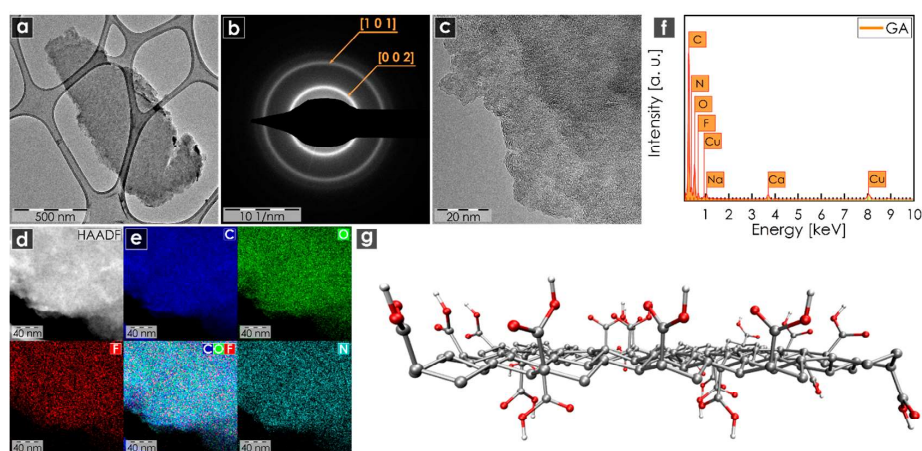 a
500 nm
b
[1 0 1]
[0 0 2]
10 1/nm
c
20 nm
f
GA
C
N
O
F
Cu
Na
Ca
Cu
Intensity [a. u.]
1 2 3 4 5 6 7 8 9 10
Energy [keV]
d
HAADF
40 nm
e
C
40 nm
O
40 nm
F
40 nm
C O F
40 nm
N
40 nm
g